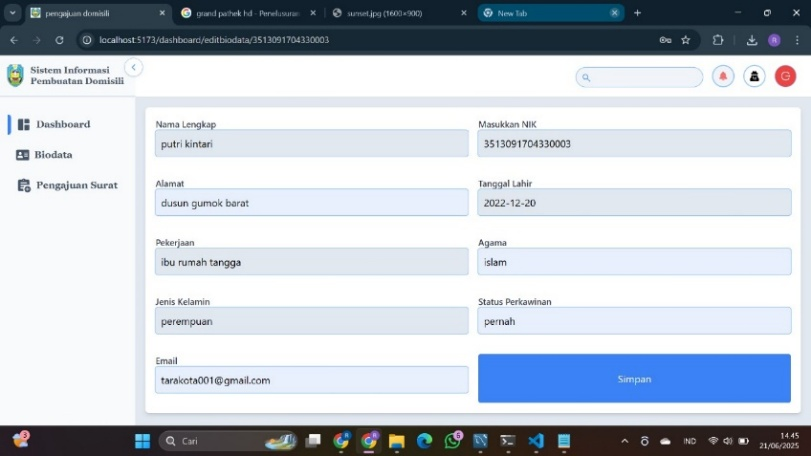 pengajuan domisili
grand pathek hd - Penelusuran
sunset.jpg (1600×900)
New Tab
localhost:5173/dashboard/editbiodata/3513091704330003
Sistem Informasi
Pembuatan Domisili
G
Dashboard
Biodata
Pengajuan Surat
Nama Lengkap
putri kintari
Masukkan NIK
3513091704330003
Alamat
dusun gumok barat
Tanggal Lahir
2022-12-20
Pekerjaan
ibu rumah tangga
Agama
islam
Jenis Kelamin
perempuan
Status Perkawinan
pernah
Email
tarakota001@gmail.com
Simpan
Cari
IND
14.45
21/06/2025